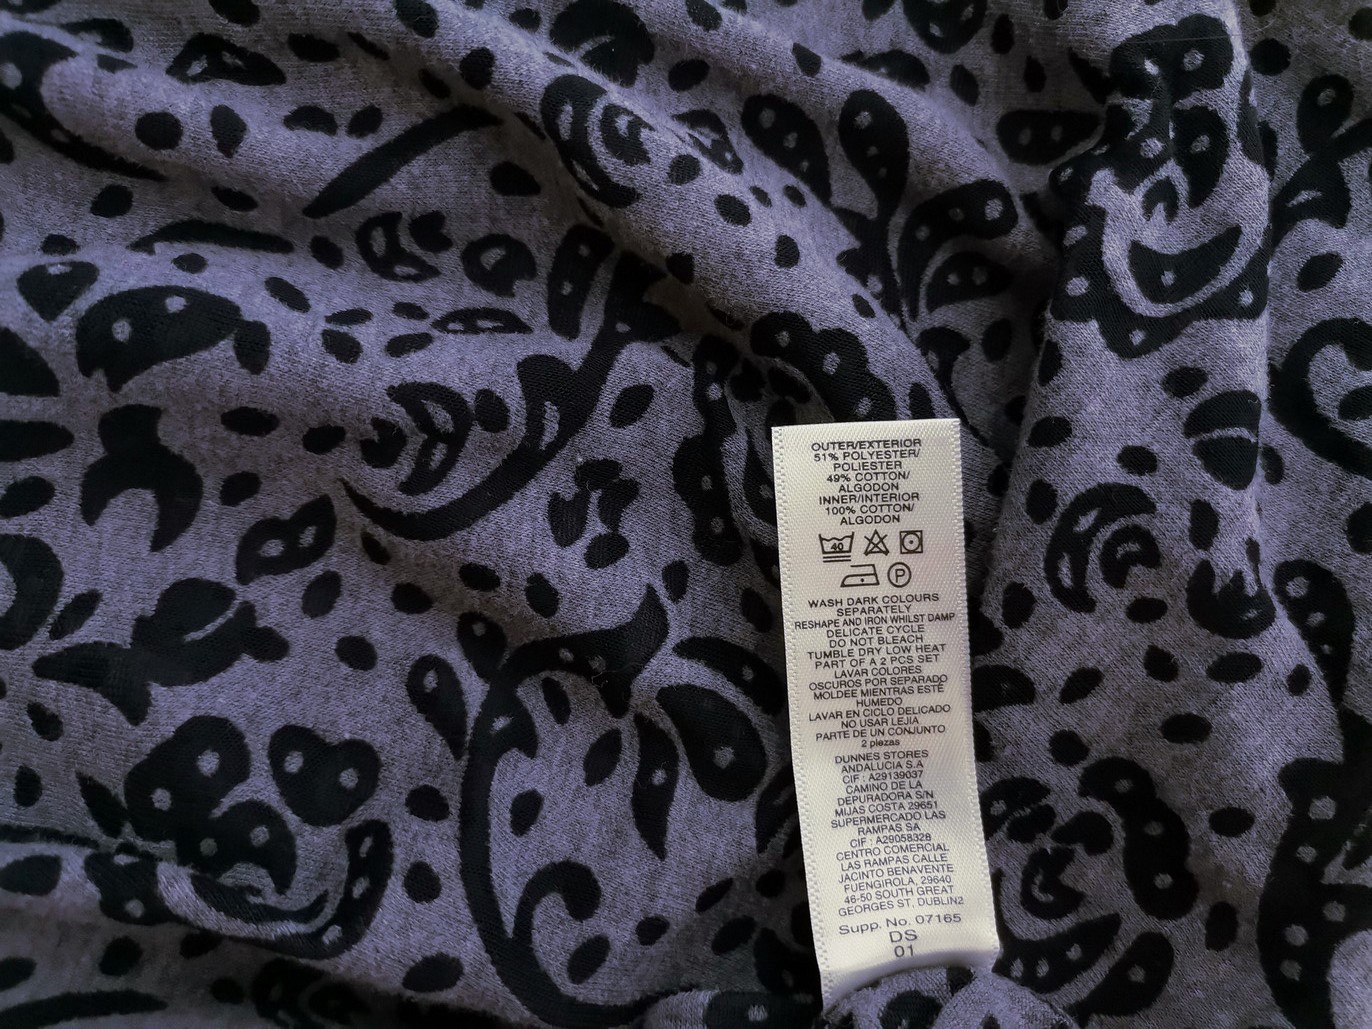 OUTER/EXTERIOR
51% POLYESTER/
POLIESTER
49% COTTON/
ALGODON
INNER/INTERIOR
100% COTTON/
ALGODON
40
P
WASH DARK COLOURS
SEPARATELY
RESHAPE AND IRON WHILST DAMP
DELICATE CYCLE
DO NOT BLEACH
TUMBLE DRY LOW HEAT
PART OF A 2 PCS SET
LAVAR COLORES
OSCUROS POR SEPARADO
MOLDEE MIENTRAS ESTÉ
HUMEDO
LAVAR EN CICLO DELICADO
NO USAR LEJIA
PARTE DE UN CONJUNTO
2 piezas
DUNNES STORES
ANDALUCIA S.A
CIF : A29139037
CAMINO DE LA
DEPURADORA S/N
MIJAS COSTA 29651
SUPERMERCADO LAS
RAMPAS SA
CIF : A29058328
CENTRO COMERCIAL
LAS RAMPAS CALLE
JACINTO BENAVENTE
FUENGIROLA, 29640
46-50 SOUTH GREAT
GEORGES ST, DUBLIN2
Supp. No. 07165
DS
01